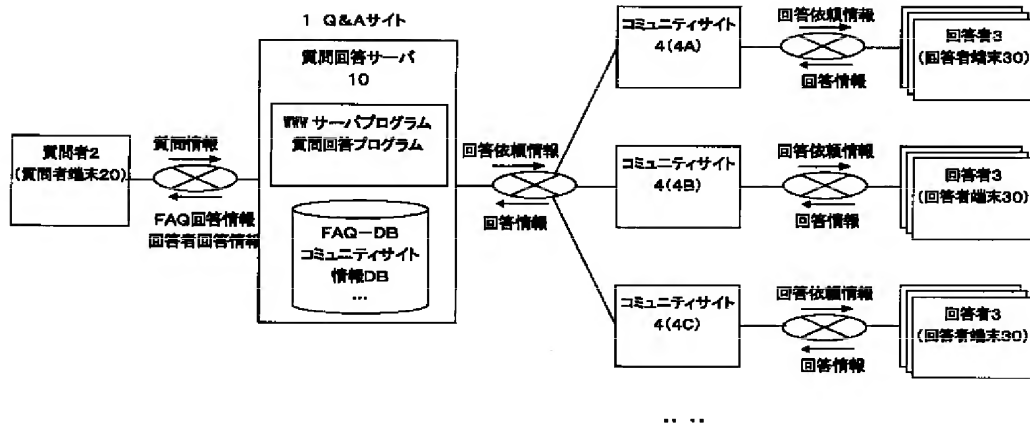 1 Q&Aサイト
質問回答サーバ
10
WWW サーバプログラム
質問回答プログラム
FAQ－DB
コミュニティサイト
情報DB
…
質問者2
(質問者端末20)
質問情報
FAQ回答情報
回答者回答情報
回答依頼情報
回答情報
コミュニティサイト
4(4A)
回答依頼情報
回答情報
回答者3
(回答者端末30)
コミュニティサイト
4(4B)
回答依頼情報
回答情報
回答者3
(回答者端末30)
コミュニティサイト
4(4C)
回答依頼情報
回答情報
回答者3
(回答者端末30)
‥ ‥